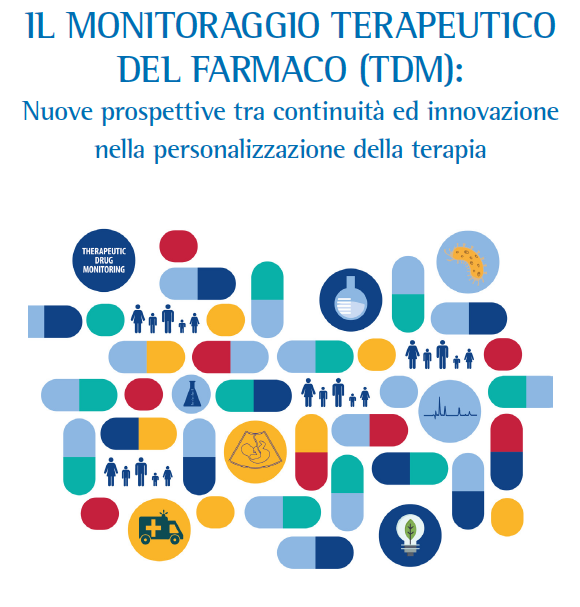 IL MONITORAGGIO TERAPEUTICO
DEL FARMACO (TDM):
Nuove prospettive tra continuità ed innovazione
nella personalizzazione della terapia
THERAPEUTIC
DRUG
MONITORING